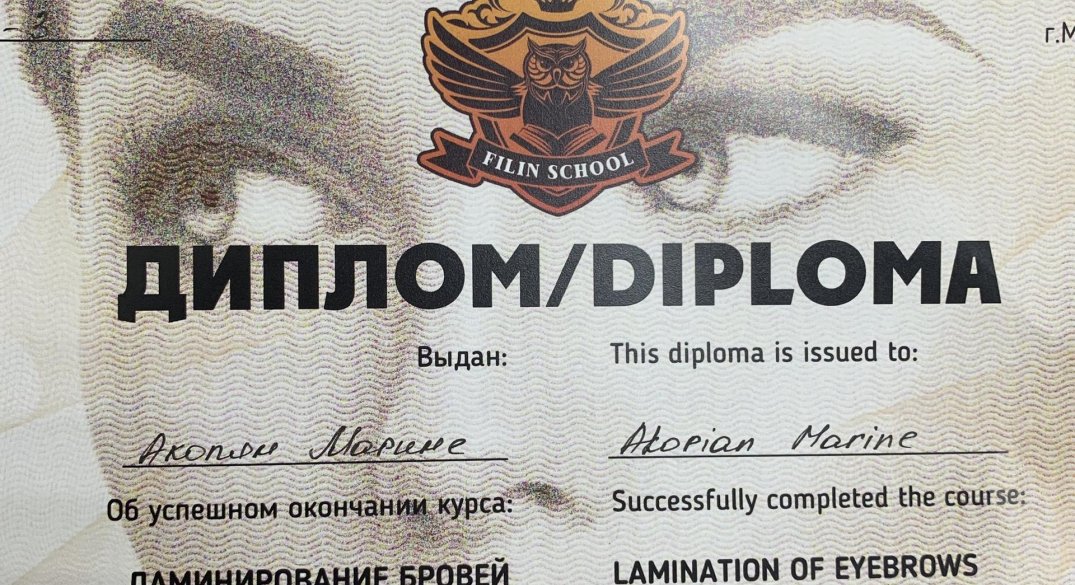 г.М
FILIN SCHOOL
ДИПЛОМ/DIPLOMA
Выдан:
This diploma is issued to:
Акопян Марине
Akopian Marine
Об успешном окончании курса:
Successfully completed the course:
ЛАМИНИРОВАНИЕ БРОВЕЙ
LAMINATION OF EYEBROWS